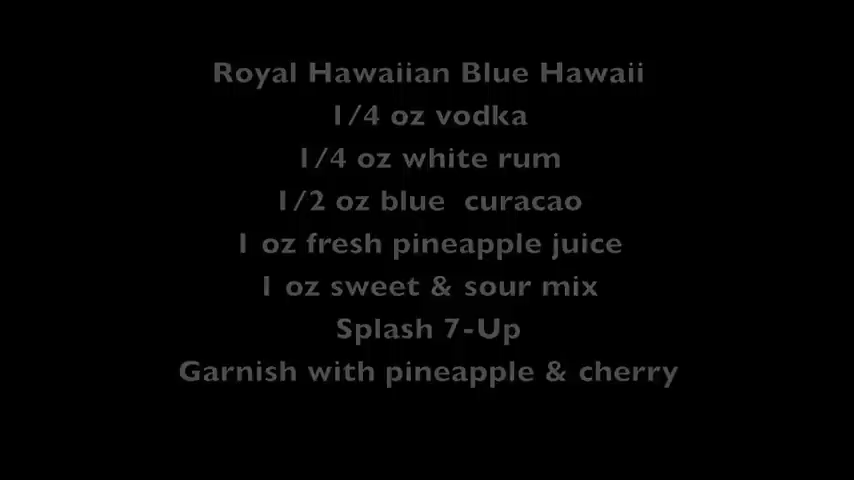 Royal Hawaiian Blue Hawaii
1/4 oz vodka
1/4 oz white rum
1/2 oz blue  curacao
1 oz fresh pineapple juice
1 oz sweet & sour mix
Splash 7-Up
Garnish with pineapple & cherry